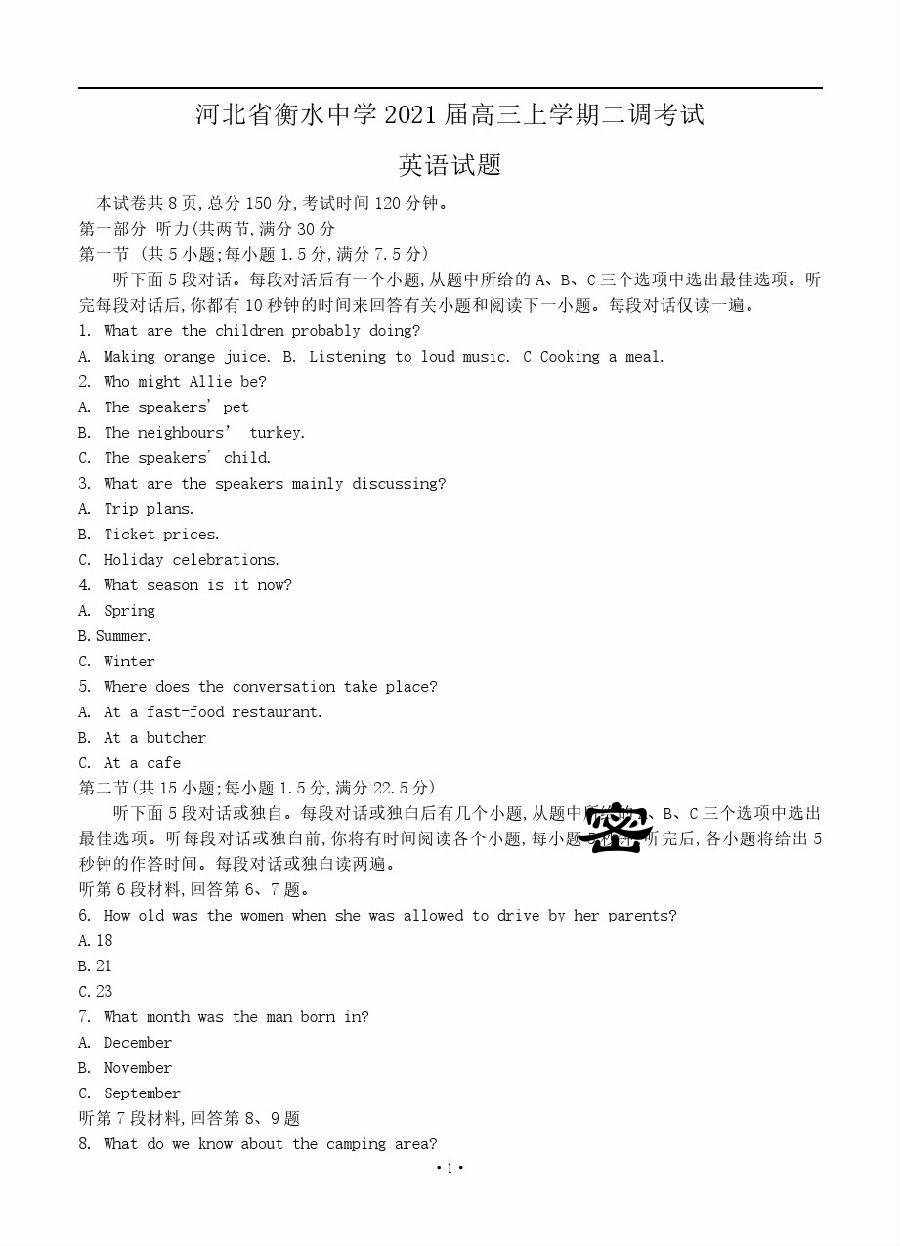 河北省衡水中学2021届高三上学期二调考试
英语试题
本试卷共8页,总分150分,考试时间120分钟。
第一部分 听力(共两节,满分30分
第一节 (共5小题;每小题1.5分,满分7.5分)
听下面5段对话。每段对活后有一个小题,从题中所给的A、B、C三个选项中选出最佳选项。听
完每段对话后,你都有10秒钟的时间来回答有关小题和阅读下一小题。每段对话仅读一遍。
1. What are the children probably doing?
A. Making orange juice. B. Listening to loud music. C Cooking a meal.
2. Who might Allie be?
A. The speakers' pet
B. The neighbours’ turkey.
C. The speakers' child.
3. What are the speakers mainly discussing?
A. Trip plans.
B. Ticket prices.
C. Holiday celebrations.
4. What season is it now?
A. Spring
B.Summer.
C. Winter
5. Where does the conversation take place?
A. At a fast-food restaurant.
B. At a butcher
C. At a cafe
第二节(共15小题;每小题1.5分,满分22.5分)
听下面5段对话或独自。每段对话或独白后有几个小题,从题中、B、C三个选项中选出
密
最佳选项。听每段对话或独白前,你将有时间阅读各个小题,每小题听完后,各小题将给出5
秒钟的作答时间。每段对话或独白读两遍。
听第6段材料,回答第6、7题。
6. How old was the women when she was allowed to drive by her parents?
A.18
B.21
C.23
7. What month was the man born in?
A. December
B. November
C. September
听第7段材料,回答第8、9题
8. What do we know about the camping area?
·1·